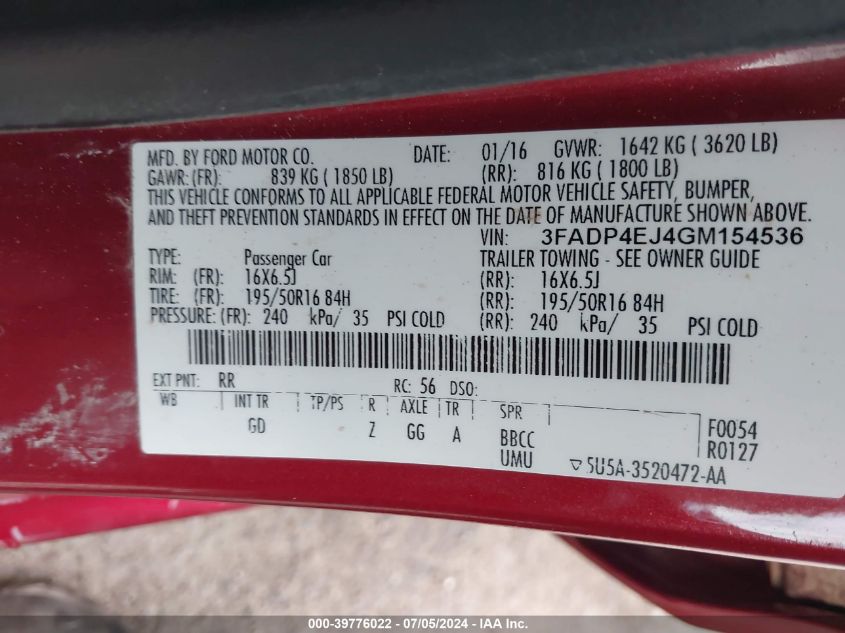 MFD. BY FORD MOTOR CO. DATE: 01/16 GVWR: 1642 KG ( 3620 LB)
GAWR:(FR): 839 KG ( 1850 LB) (RR): 816 KG ( 1800 LB)
THIS VEHICLE CONFORMS TO ALL APPLICABLE FEDERAL MOTOR VEHICLE SAFETY, BUMPER,
AND THEFT PREVENTION STANDARDS IN EFFECT ON THE DATE OF MANUFACTURE SHOWN ABOVE.
VIN: 3FADP4EJ4GM154536
TYPE: Passenger Car TRAILER TOWING - SEE OWNER GUIDE
RIM: (FR): 16X6.5J (RR): 16X6.5J
TIRE: (FR): 195/50R16 84H (RR): 195/50R16 84H
PRESSURE: (FR): 240 kPa/ 35 PSI COLD (RR): 240 kPa/ 35 PSI COLD
EXT PNT: RR RC: 56 DSO:
WB INT TR TP/PS R AXLE TR SPR F0054
GD Z GG A BBCC R0127
UMU 5U5A-3520472-AA
000-39776022 - 07/05/2024 - IAA Inc.